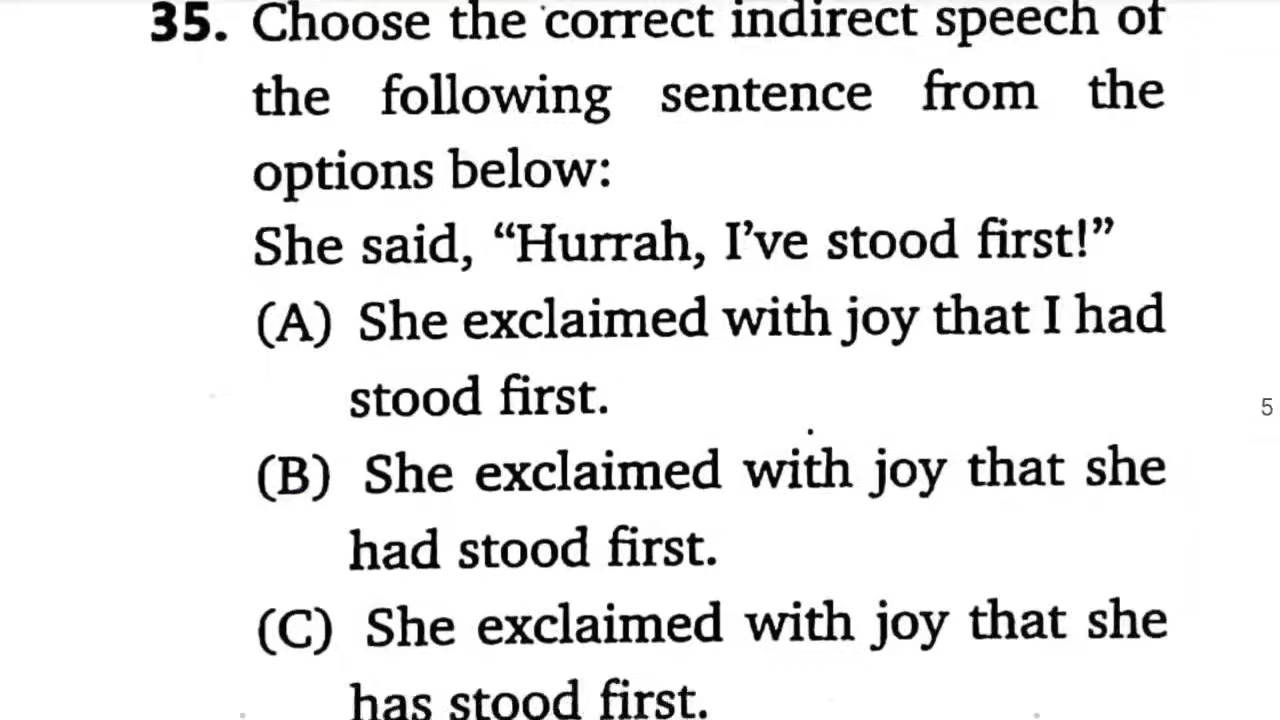 35. Choose the correct indirect speech of
the following sentence from the
options below:
She said, “Hurrah, I’ve stood first!”
(A) She exclaimed with joy that I had
stood first.
5
(B) She exclaimed with joy that she
had stood first.
(C) She exclaimed with joy that she
has stood first.